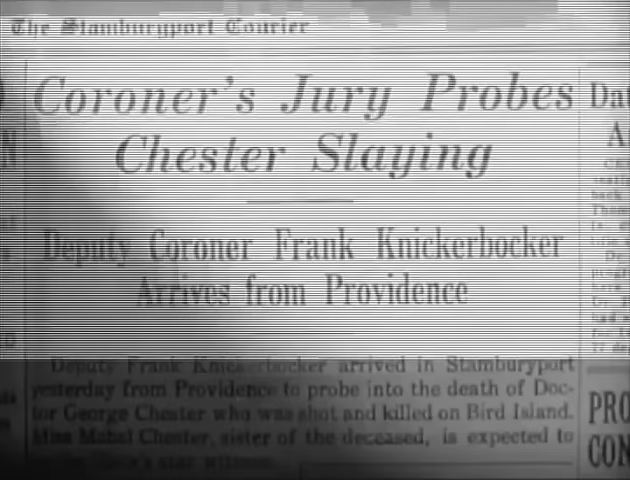 The Stamburyport Courier
Coroner's Jury Probes
Chester Slaying
Deputy Coroner Frank Knickerbocker
Arrives from Providence
Deputy Frank Knickerbocker arrived in Stamburyport
yesterday from Providence to probe into the death of Doc-
tor George Chester who was shot and killed on Bird Island.
Miss Mabel Chester, sister of the deceased, is expected to
star witness.
PRO
CON